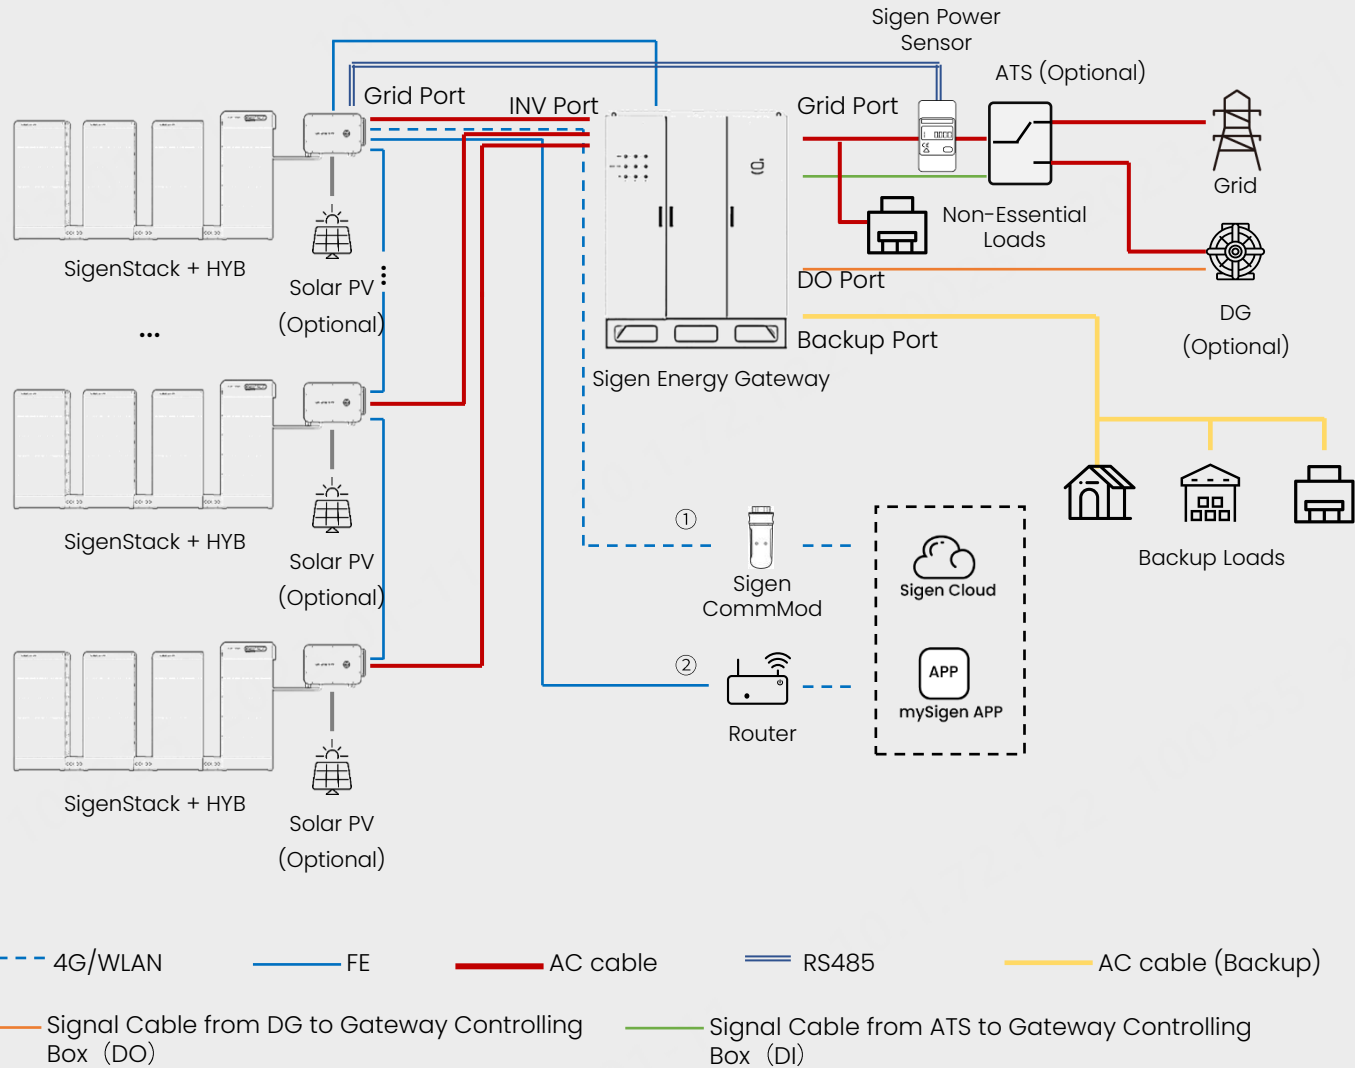 Sigen Power
Sensor
ATS (Optional)
Grid Port
INV Port
Grid Port
Grid
Non-Essential
Loads
SigenStack + HYB
Solar PV
(Optional)
DO Port
DG
(Optional)
Backup Port
...
Sigen Energy Gateway
SigenStack + HYB
Solar PV
(Optional)
①
Sigen
CommMod
Sigen Cloud
Backup Loads
②
Router
APP
mySigen APP
SigenStack + HYB
Solar PV
(Optional)
4G/WLAN
FE
AC cable
RS485
AC cable (Backup)
Signal Cable from DG to Gateway Controlling
Box（DO）
Signal Cable from ATS to Gateway Controlling
Box（DI）